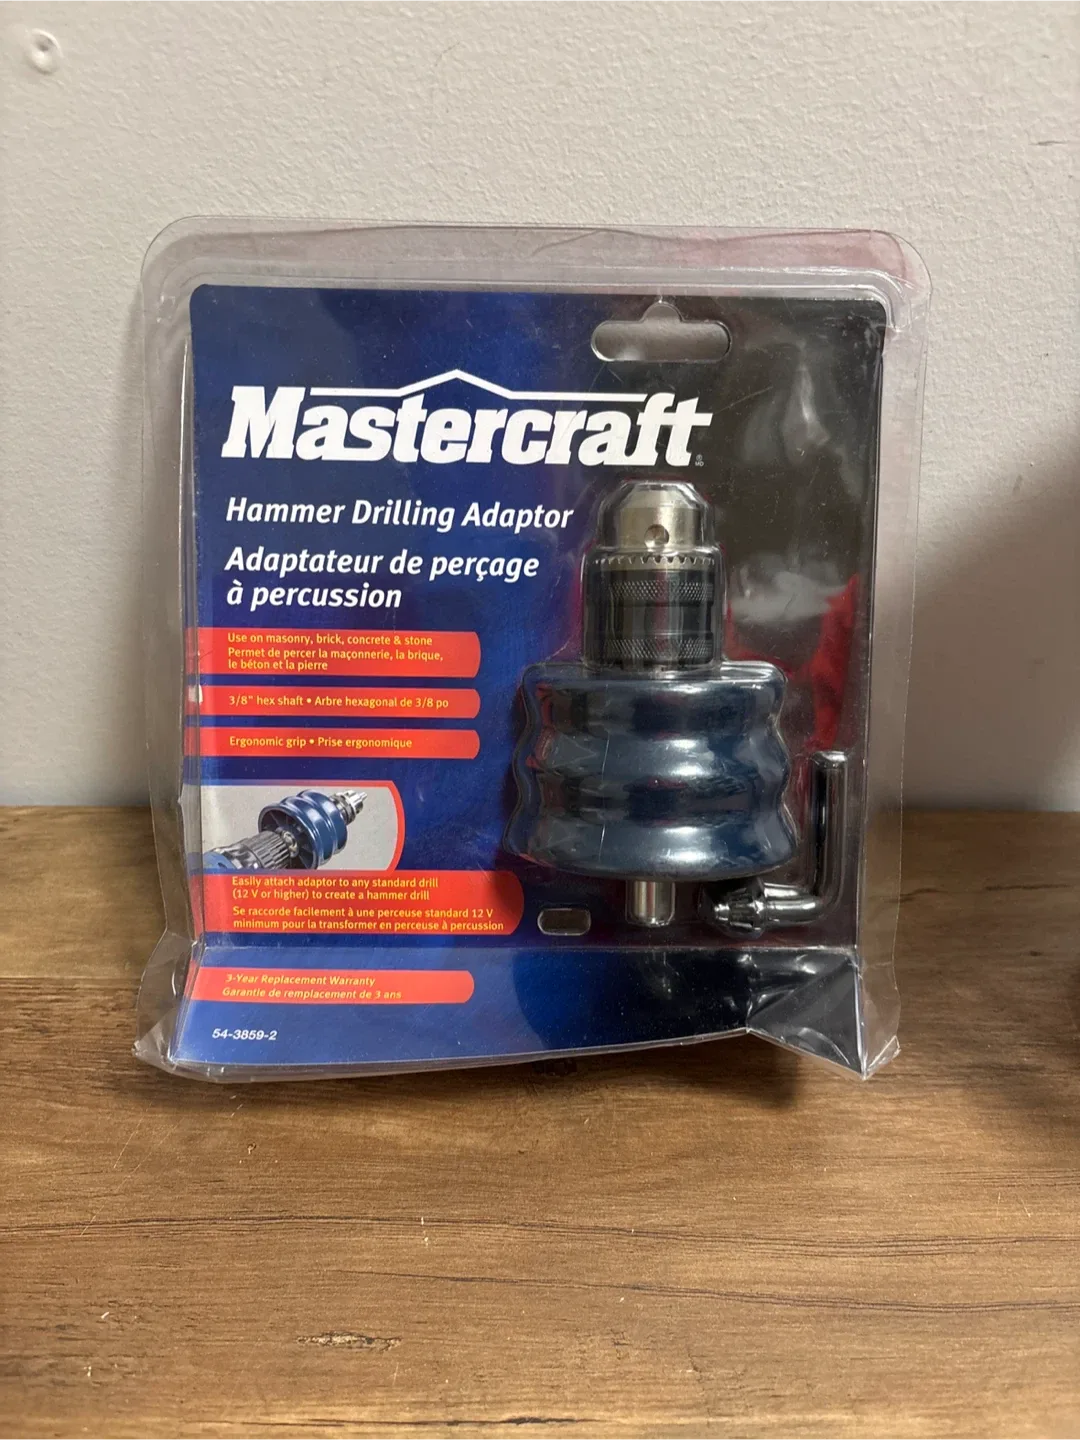 Mastercraft
® MD
Hammer Drilling Adaptor
Adaptateur de perçage
à percussion
Use on masonry, brick, concrete & stone
Permet de percer la maçonnerie, la brique,
le béton et la pierre
3/8" hex shaft • Arbre hexagonal de 3/8 po
Ergonomic grip • Prise ergonomique
Easily attach adaptor to any standard drill
(12 V or higher) to create a hammer drill
Se raccorde facilement à une perceuse standard 12 V
minimum pour la transformer en perceuse à percussion
3-Year Replacement Warranty
Garantie de remplacement de 3 ans
54-3859-2